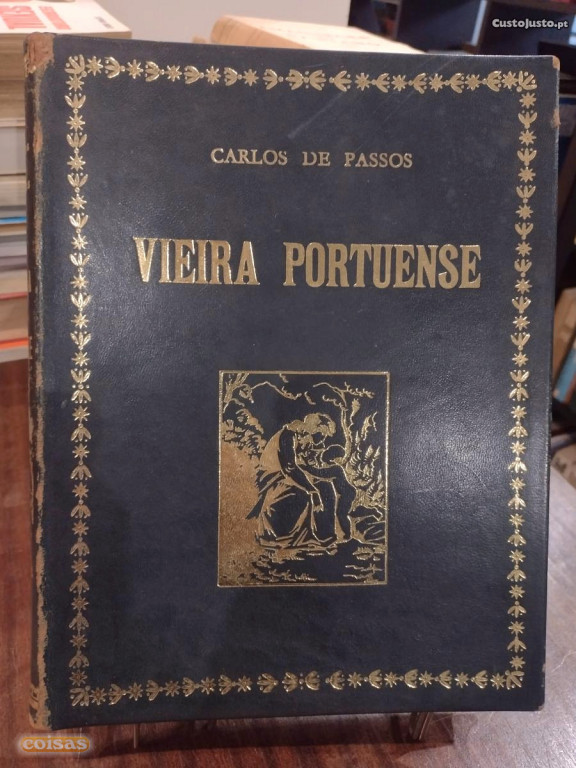 CustoJusto.pt
CARLOS DE PASSOS
VIEIRA PORTUENSE
coisas